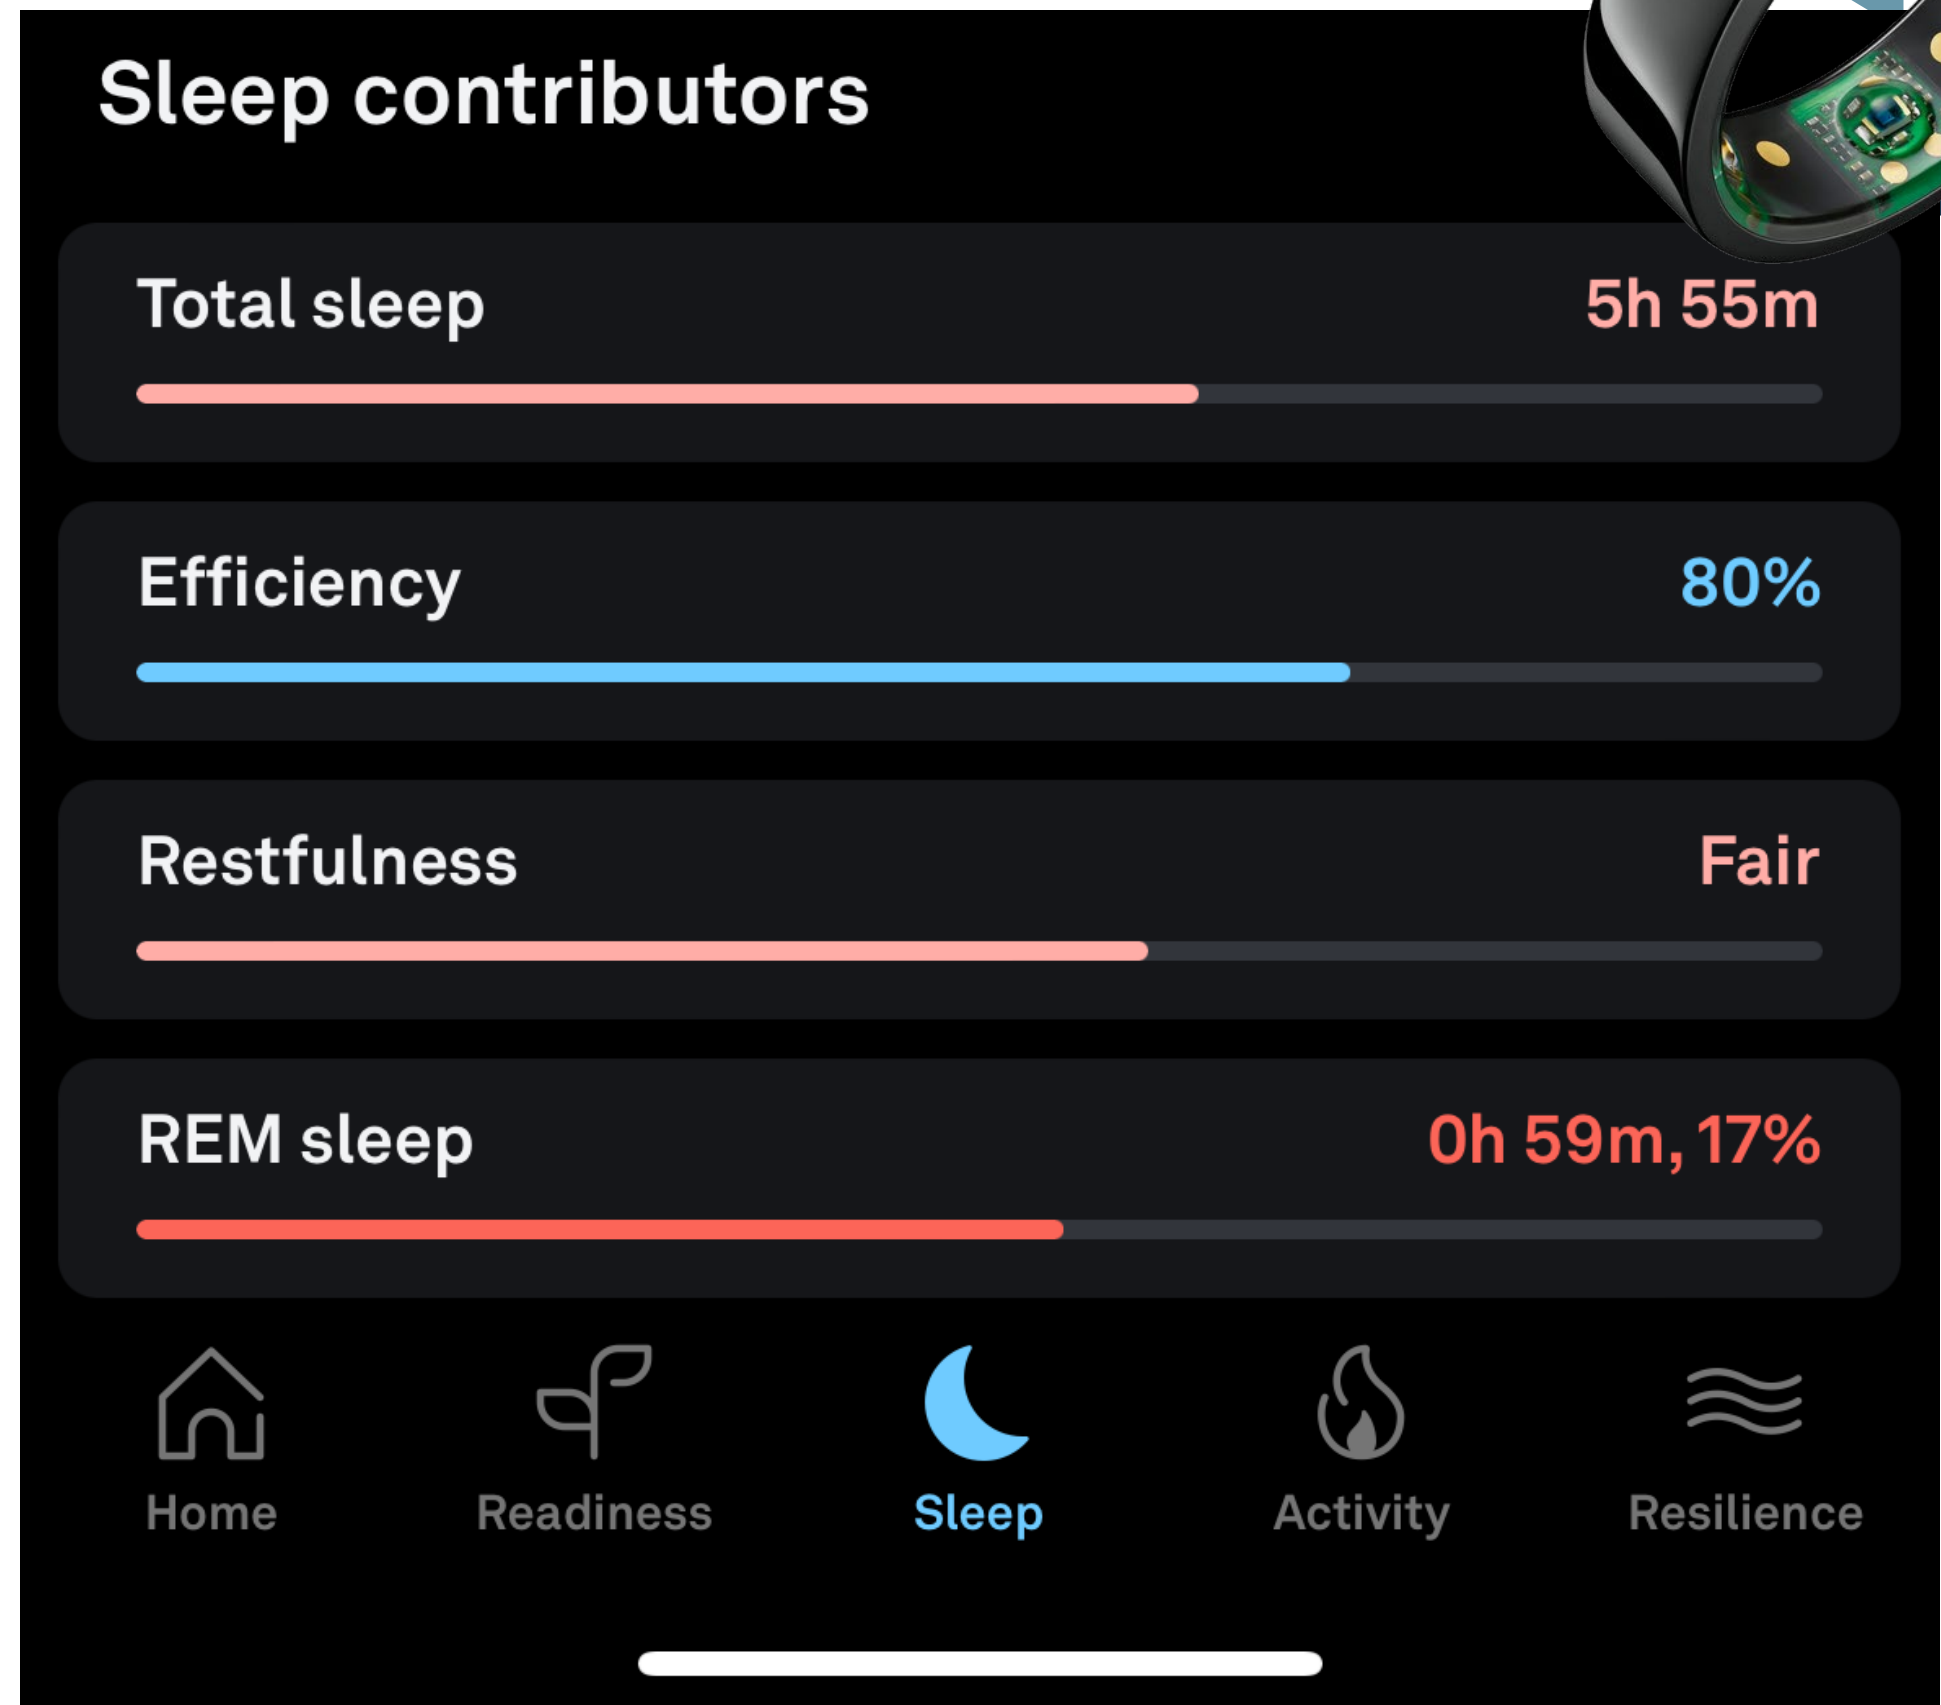 Sleep contributors
Total sleep 5h 55m
Efficiency 80%
Restfulness Fair
REM sleep 0h 59m, 17%
Home Readiness Sleep Activity Resilience